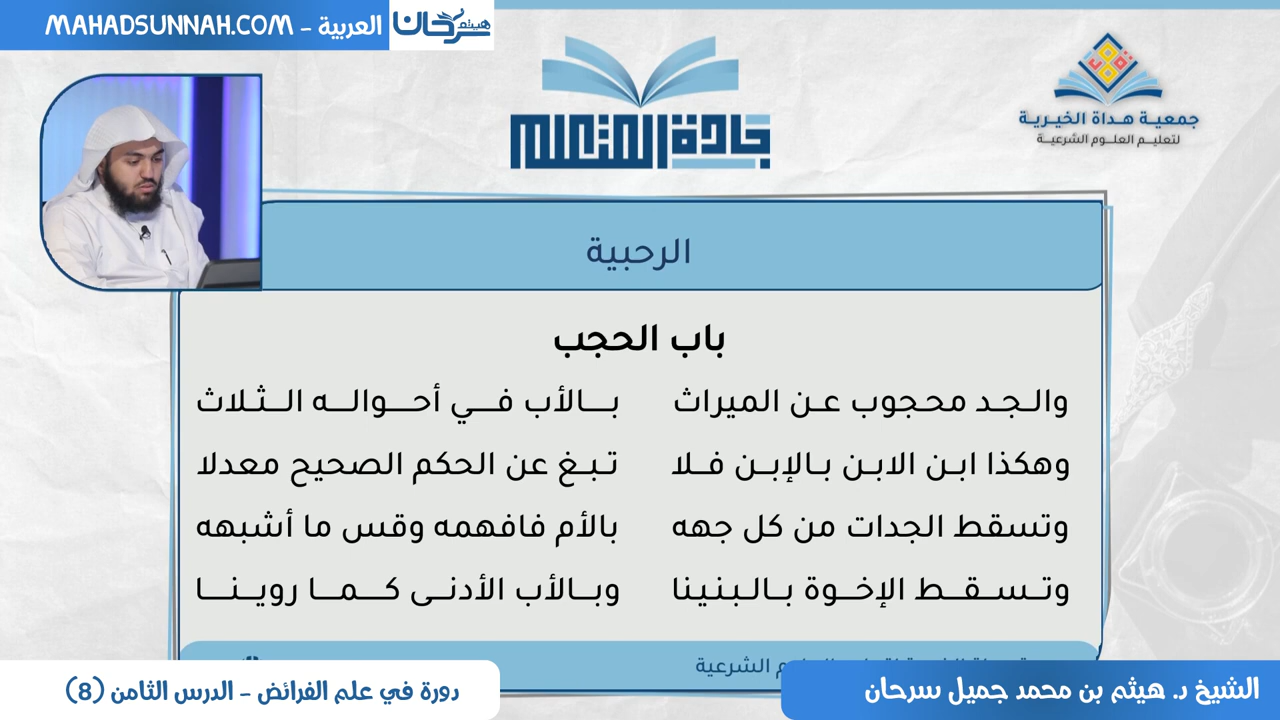 العربية - MAHADSUNNAH.COM
هيثم سرحان
جادة المتعلم
جمعية هداة الخيرية
لتعليم العلوم الشرعية
الرحبية
باب الحجب
والجد محجوب عن الميراث بالأب في أحواله الثلاث
وهكذا ابن الابن بالإبن فلا تبغ عن الحكم الصحيح معدلا
وتسقط الجدات من كل جهه بالأم فافهمه وقس ما أشبهه
وتسقط الإخوة بالبنينا وبالأب الأدنى كما روينا
الشرعية
الشيخ د. هيثم بن محمد جميل سرحان
دورة في علم الفرائض - الدرس الثامن (8)